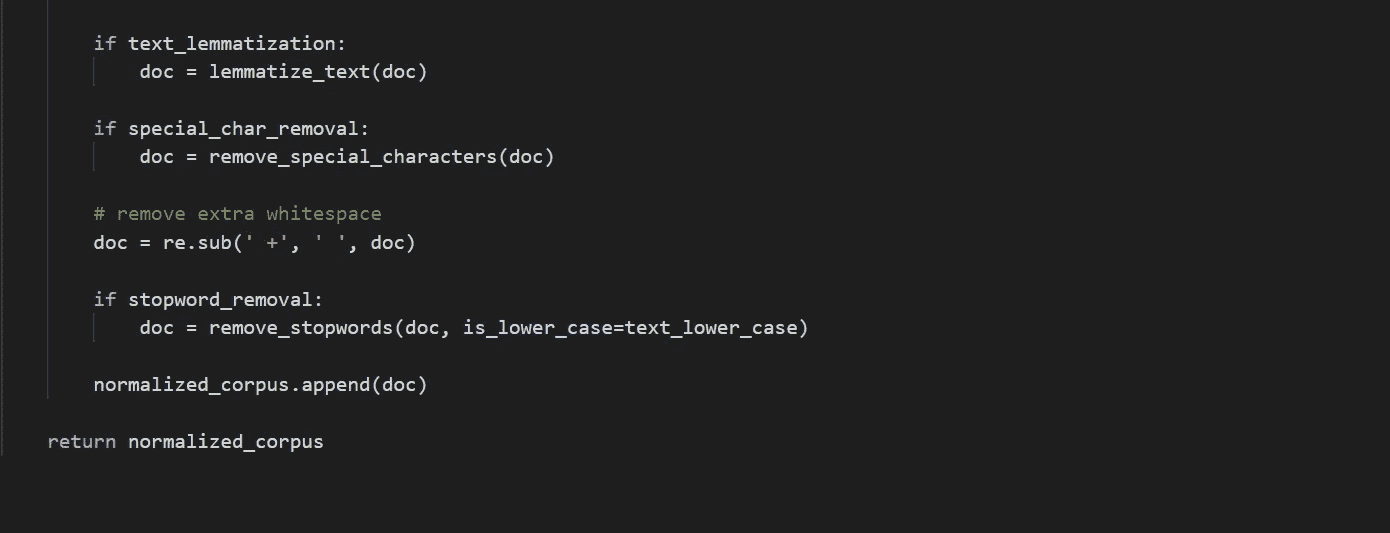 if text_lemmatization:
doc = lemmatize_text(doc)
if special_char_removal:
doc = remove_special_characters(doc)
# remove extra whitespace
doc = re.sub(' +', ' ', doc)
if stopword_removal:
doc = remove_stopwords(doc, is_lower_case=text_lower_case)
normalized_corpus.append(doc)
return normalized_corpus